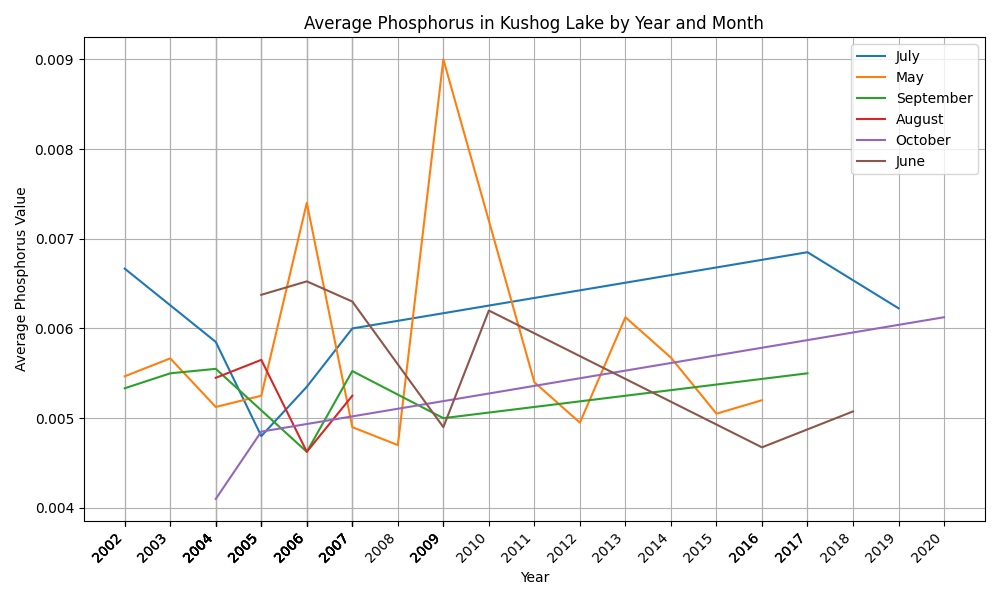 Average Phosphorus in Kushog Lake by Year and Month
July
May
September
August
October
June
Average Phosphorus Value
0.009
0.008
0.007
0.006
0.005
0.004
2002 2003 2004 2005 2006 2007 2008 2009 2010 2011 2012 2013 2014 2015 2016 2017 2018 2019 2020
Year